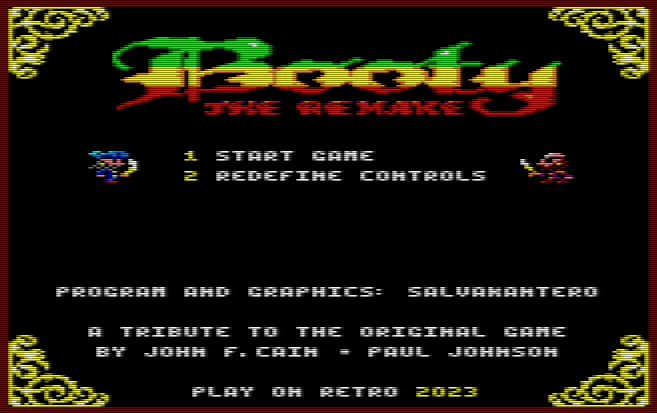 Booty
THE REMAKE
1 START GAME
2 REDEFINE CONTROLS
PROGRAM AND GRAPHICS: SALVAKANTERO
A TRIBUTE TO THE ORIGINAL GAME
BY JOHN F.CAIN - PAUL JOHNSON
PLAY ON RETRO 2023